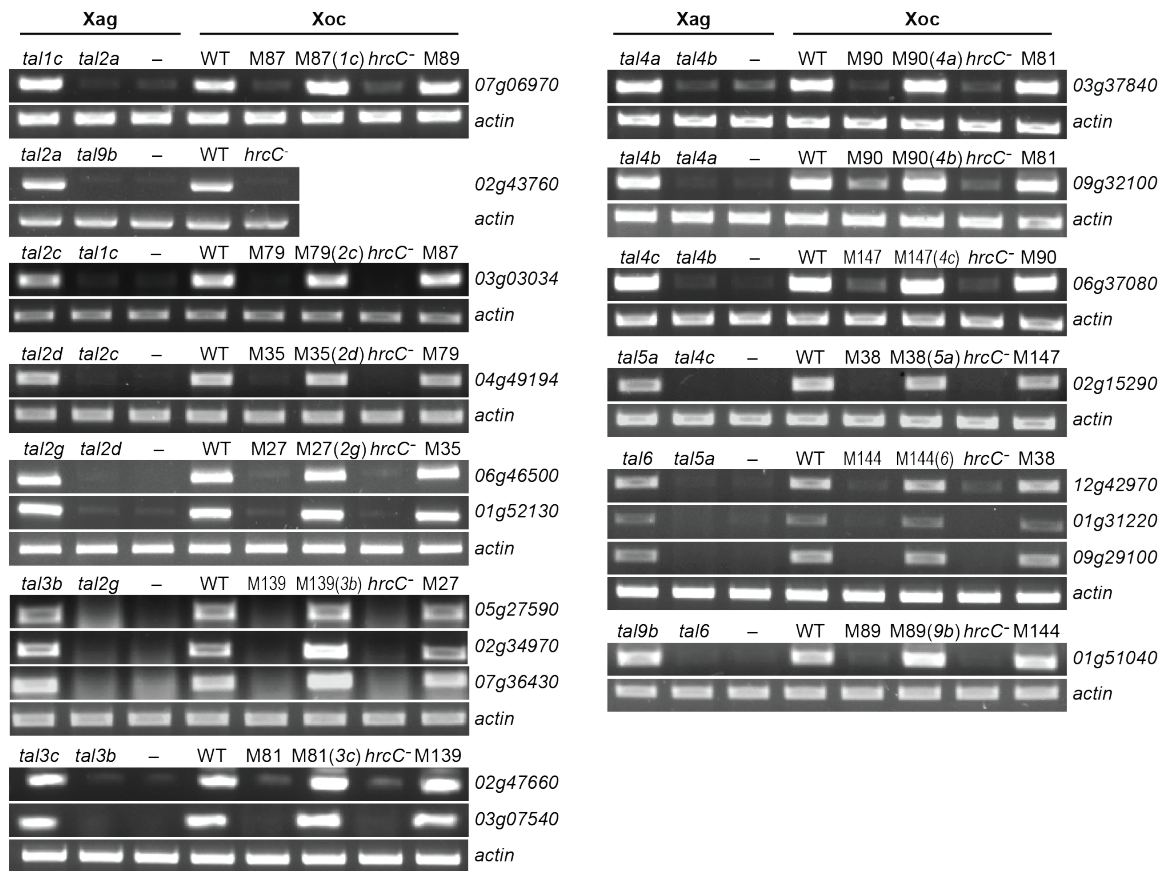 Xag Xoc
tal1c tal2a – WT M87 M87(1c) hrcC- M89
07g06970
actin
tal2a tal9b – WT hrcC-
02g43760
actin
tal2c tal1c – WT M79 M79(2c) hrcC- M87
03g03034
actin
tal2d tal2c – WT M35 M35(2d) hrcC- M79
04g49194
actin
tal2g tal2d – WT M27 M27(2g) hrcC- M35
06g46500
01g52130
actin
tal3b tal2g – WT M139 M139(3b) hrcC- M27
05g27590
02g34970
07g36430
actin
tal3c tal3b – WT M81 M81(3c) hrcC- M139
02g47660
03g07540
actin
Xag Xoc
tal4a tal4b – WT M90 M90(4a) hrcC- M81
03g37840
actin
tal4b tal4a – WT M90 M90(4b) hrcC- M81
09g32100
actin
tal4c tal4b – WT M147 M147(4c) hrcC- M90
06g37080
actin
tal5a tal4c – WT M38 M38(5a) hrcC- M147
02g15290
actin
tal6 tal5a – WT M144 M144(6) hrcC- M38
12g42970
01g31220
09g29100
actin
tal9b tal6 – WT M89 M89(9b) hrcC- M144
01g51040
actin